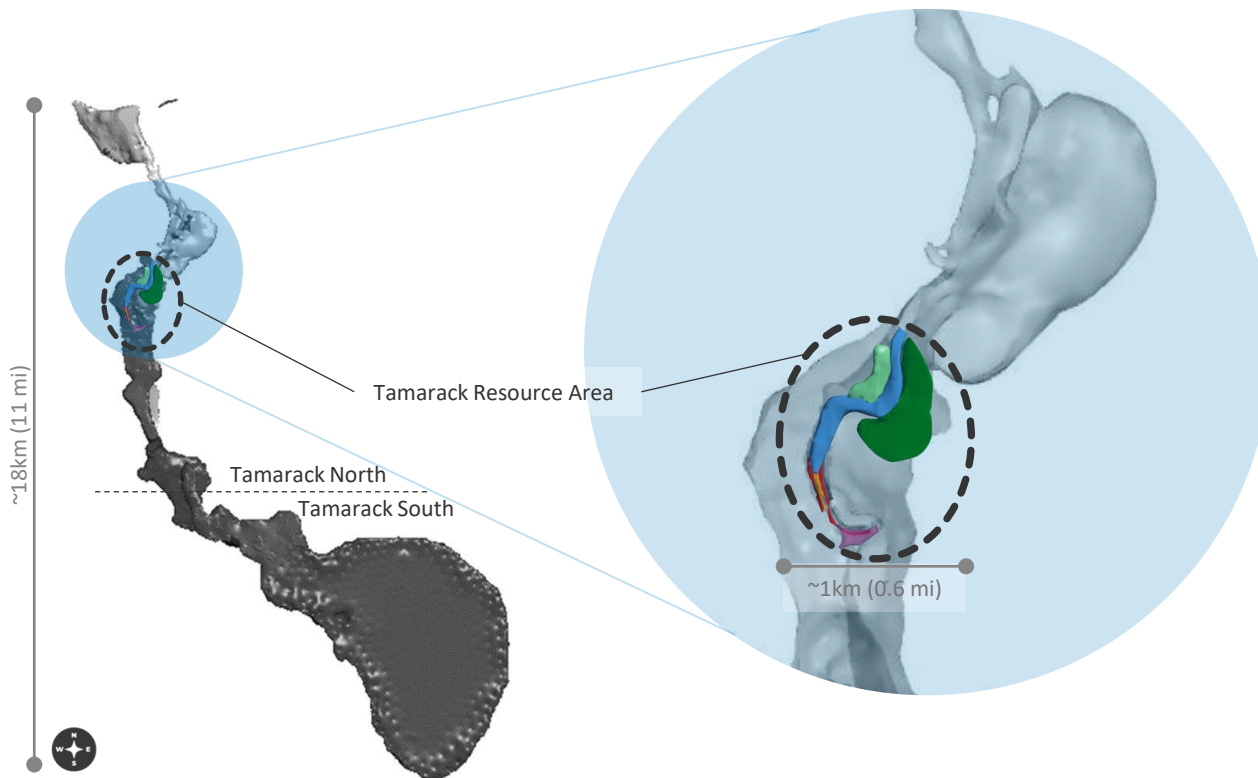 ~18km (11 mi)
Tamarack Resource Area
Tamarack North
Tamarack South
~1km (0.6 mi)
N
W E
S